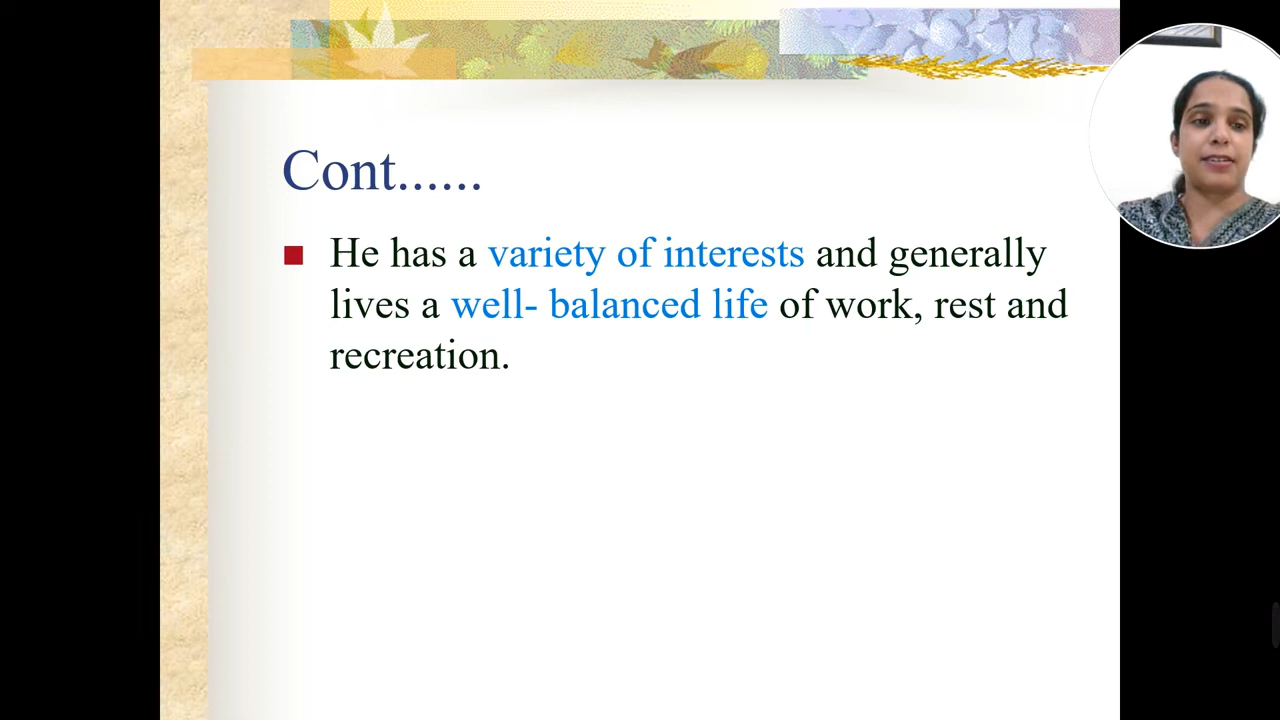 Cont......
He has a variety of interests and generally
lives a well- balanced life of work, rest and
recreation.